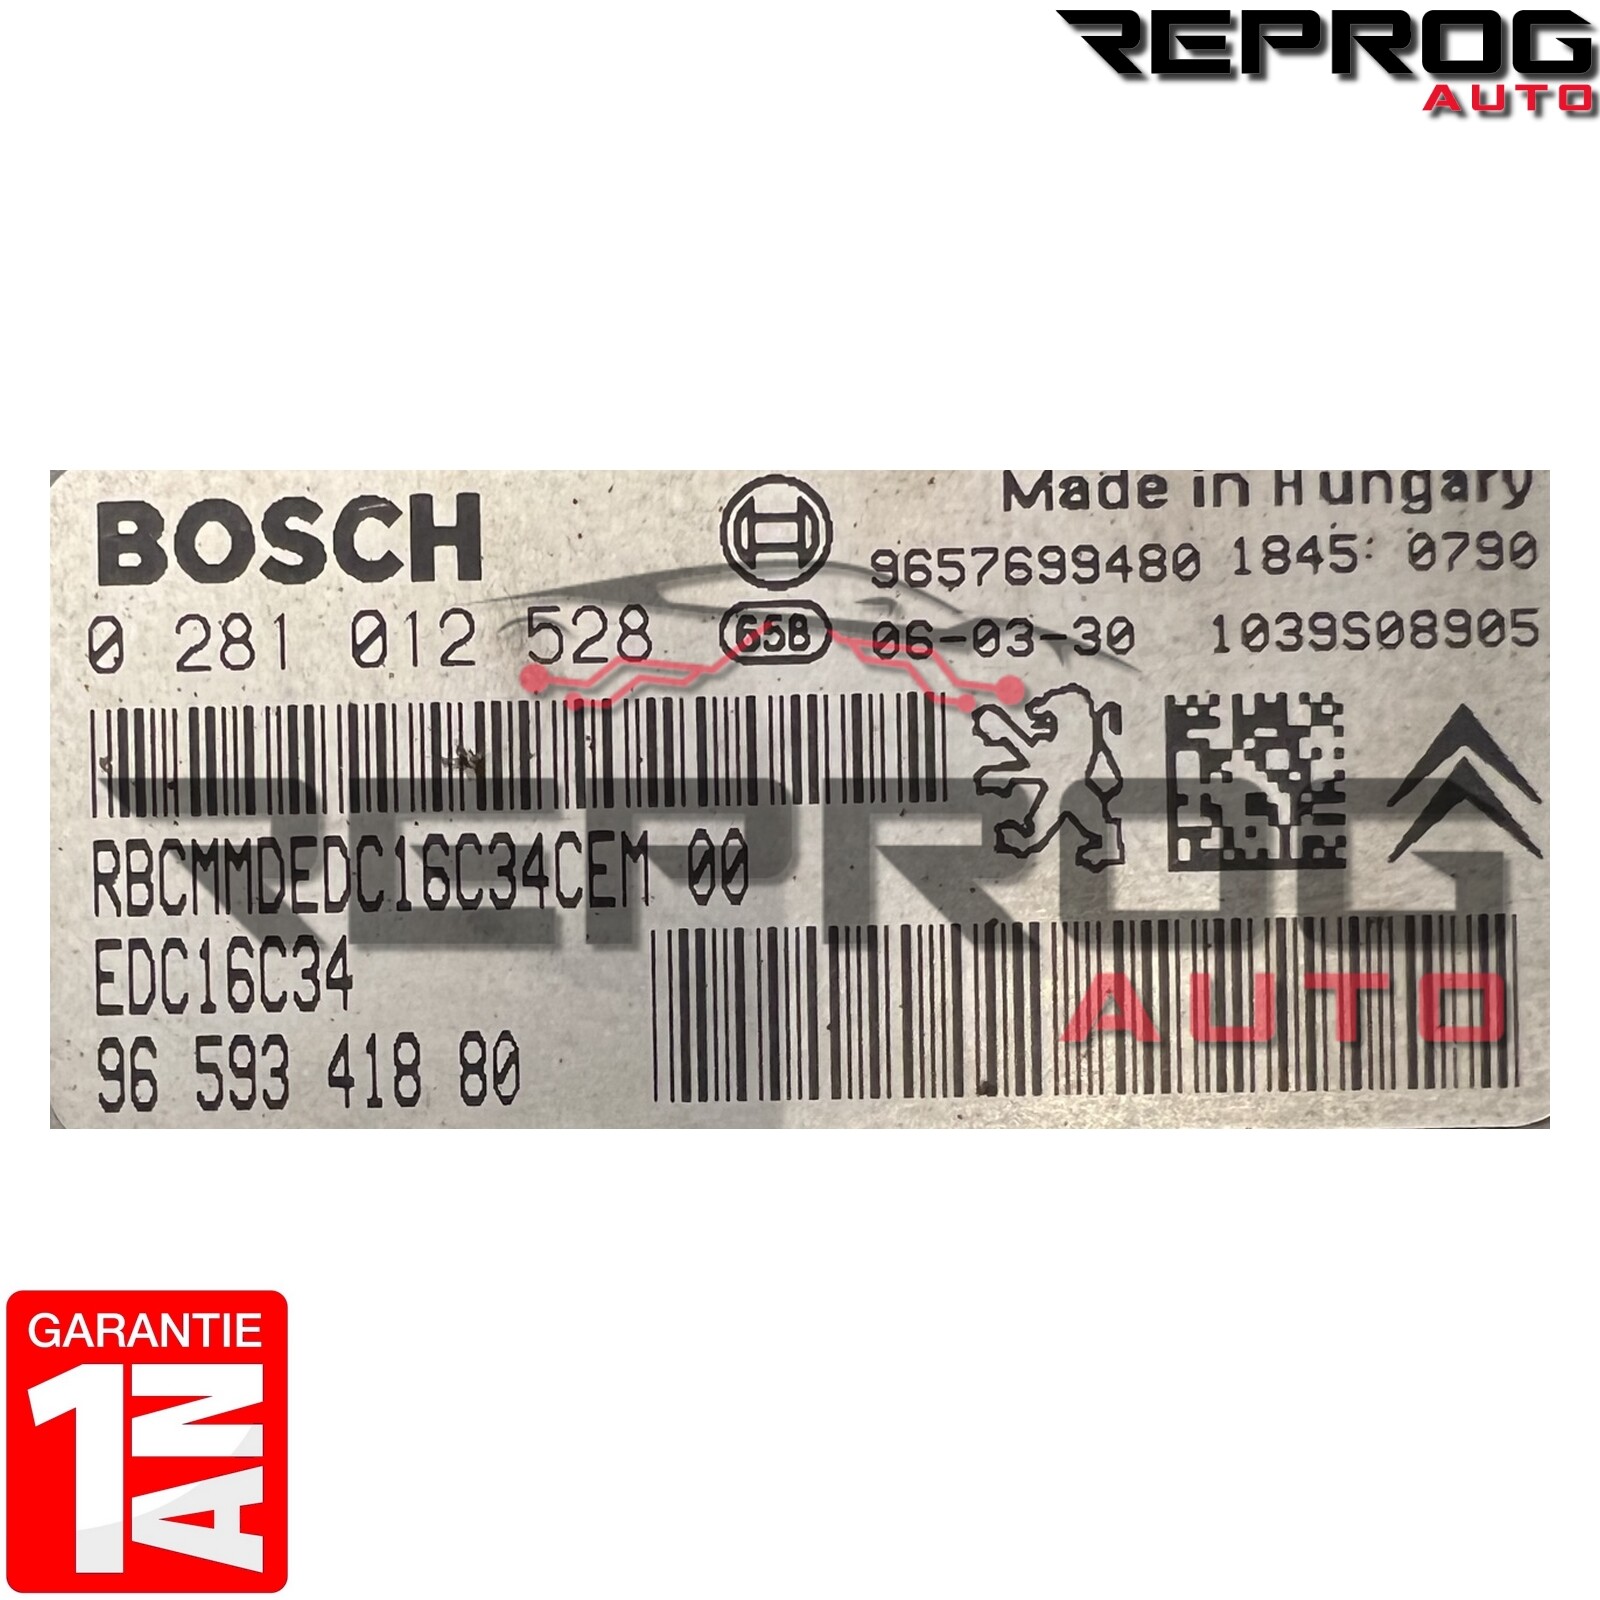 REPROG
AUTO
BOSCH
Made in Hungary
9657699480 1845: 0790
0 281 012 528
65B
06-03-30 1039S08905
RBCMMDEDC16C34CEM 00
EDC16C34
96 593 418 80
REPROG
AUTO
GARANTIE
1 AN